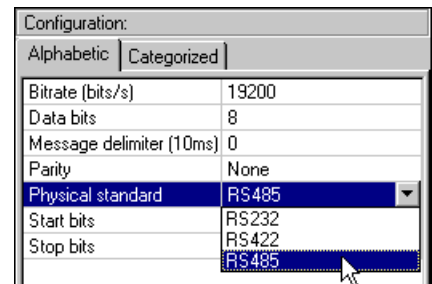 Configuration:
Alphabetic Categorized
Bitrate (bits/s) 19200
Data bits 8
Message delimiter (10ms) 0
Parity None
Physical standard RS485
Start bits RS232
RS422
Stop bits RS485